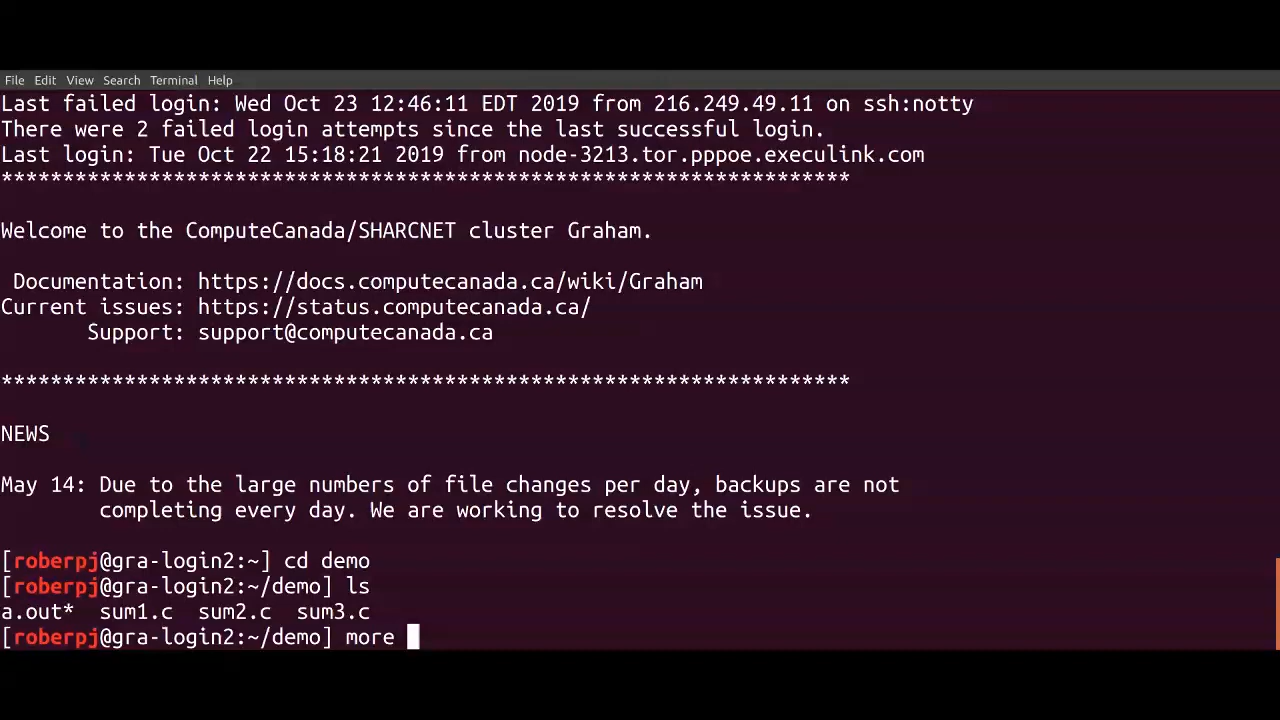 File Edit View Search Terminal Help
Last failed login: Wed Oct 23 12:46:11 EDT 2019 from 216.249.49.11 on ssh:notty
There were 2 failed login attempts since the last successful login.
Last login: Tue Oct 22 15:18:21 2019 from node-3213.tor.pppoe.execulink.com
*********************************************************************
Welcome to the ComputeCanada/SHARCNET cluster Graham.
Documentation: https://docs.computecanada.ca/wiki/Graham
Current issues: https://status.computecanada.ca/
Support: support@computecanada.ca
*********************************************************************
NEWS
May 14: Due to the large numbers of file changes per day, backups are not
completing every day. We are working to resolve the issue.
[roberpj@gra-login2:~] cd demo
[roberpj@gra-login2:~/demo] ls
a.out*  sum1.c  sum2.c  sum3.c
[roberpj@gra-login2:~/demo] more